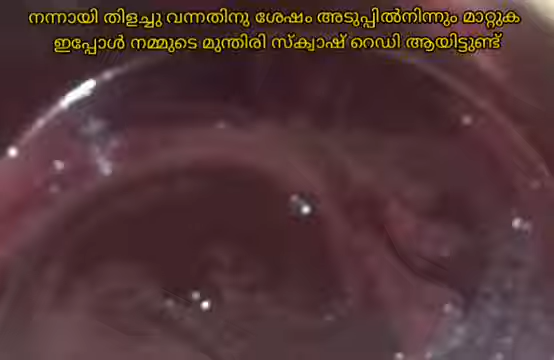 നന്നായി തിളച്ചു വന്നതിനു ശേഷം അടുപ്പിൽനിന്നും മാറ്റുക
ഇപ്പോൾ നമ്മുടെ മുന്തിരി സ്ക്വാഷ് റെഡി ആയിട്ടുണ്ട്